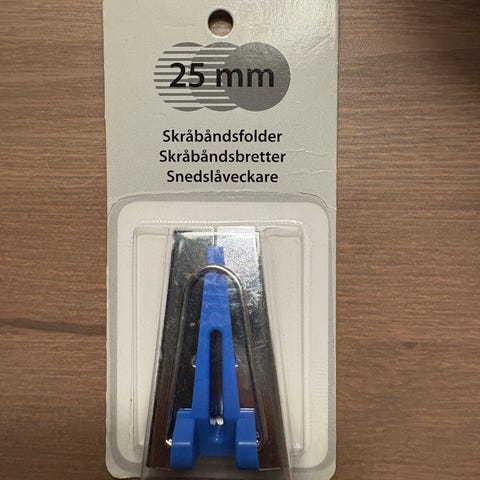 25 mm
Skråbåndsfolder
Skråbåndsbretter
Snedslåveckare